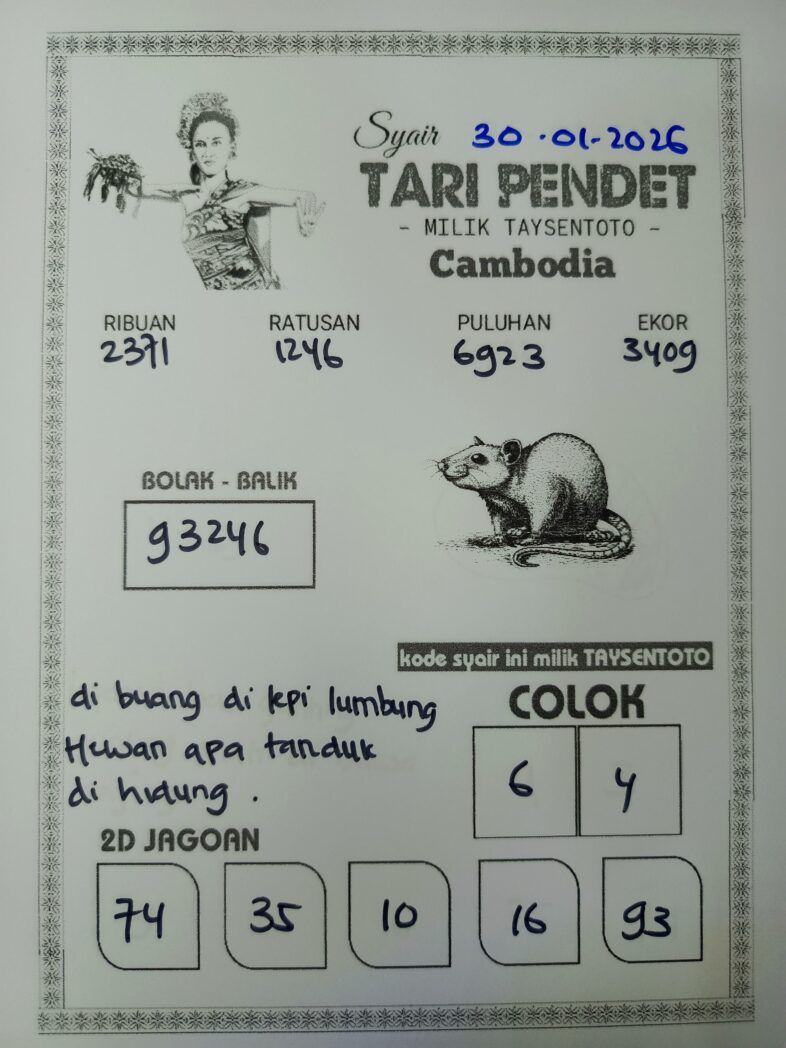 Syair 30.01-2026
TARI PENDET
- MILIK TAYSENTOTO -
Cambodia
RIBUAN RATUSAN PULUHAN EKOR
2371 1246 6923 3409
BOLAK - BALIK
93246
kode syair ini milik TAYSENTOTO
di buang di tepi lumbung
Hewan apa tanduk
di hidung .
COLOK
6 4
2D JAGOAN
74 35 10 16 93